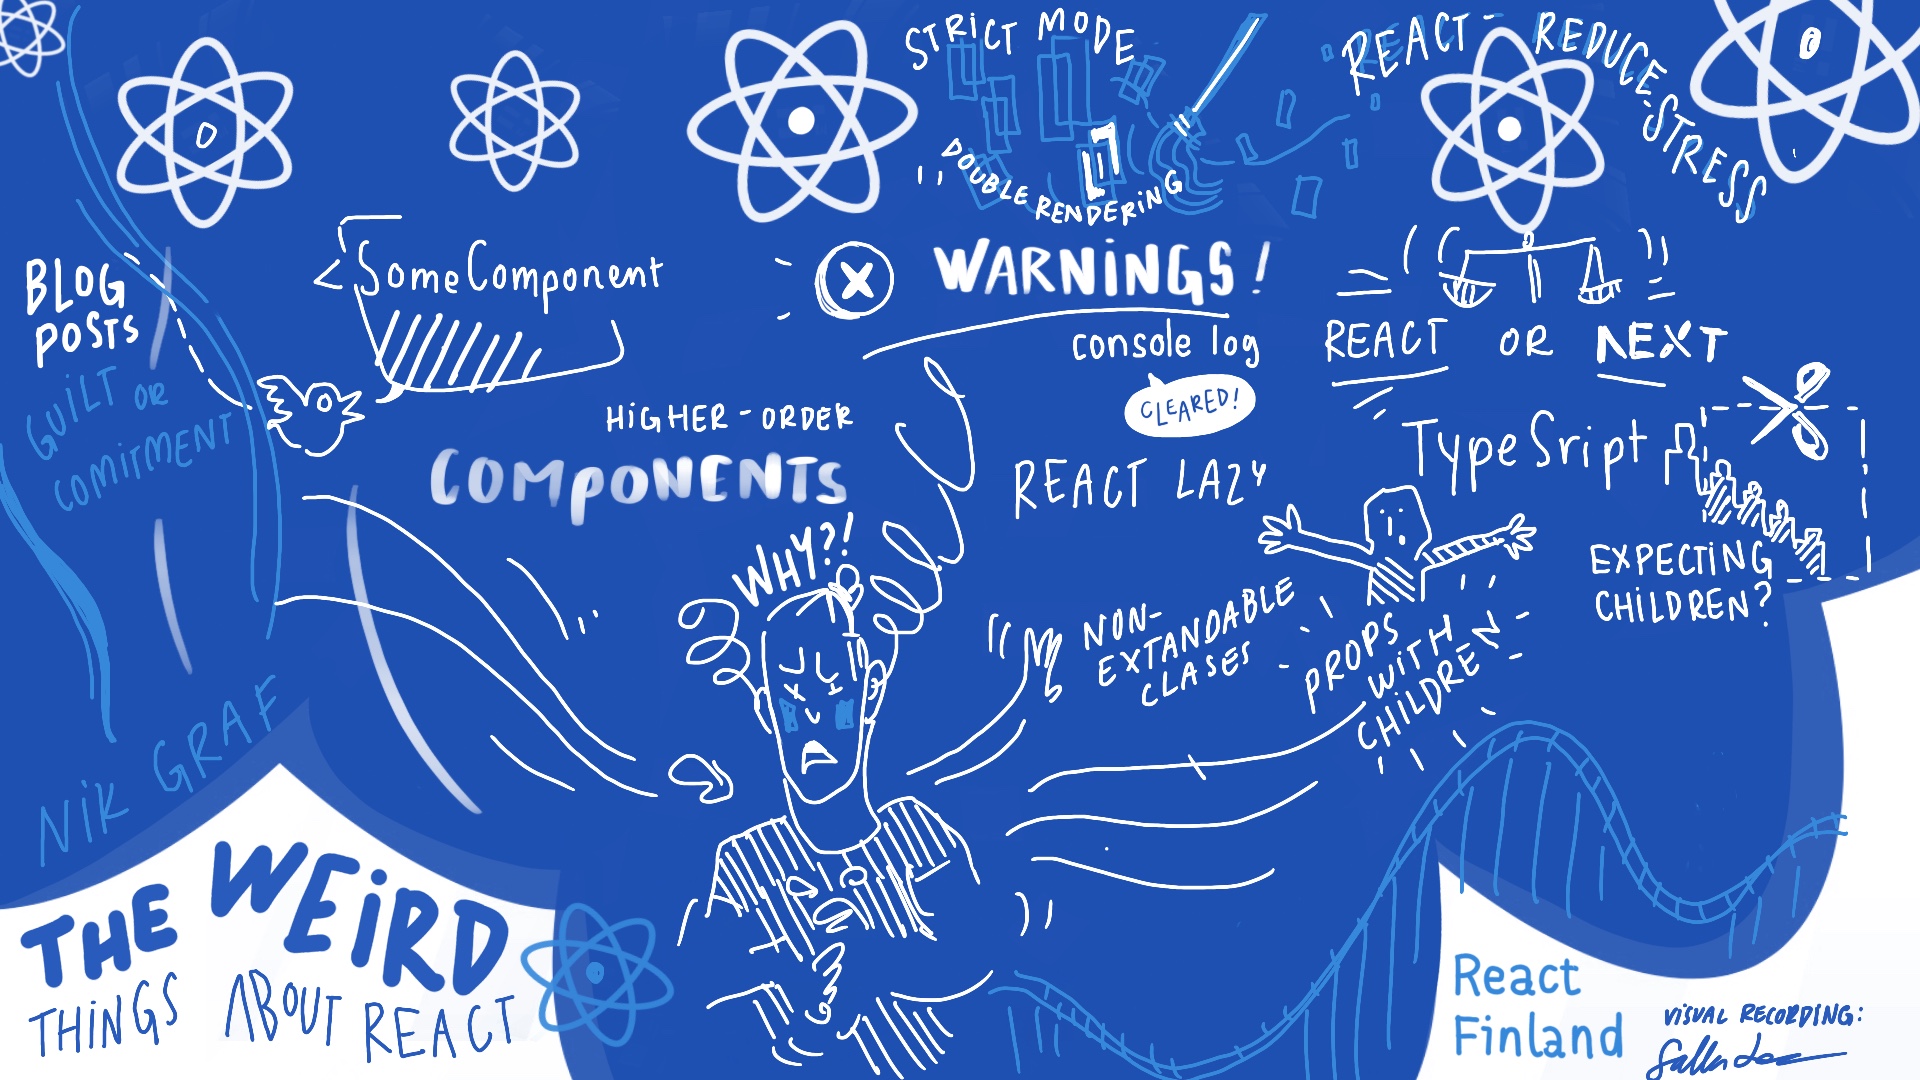 STRICT MODE
"DOUBLE RENDERING
REACT-REDUCE-STRESS
BLOG
POSTS
GUILT OR
COMITMENT
NIK GRAF
<SomeComponent
WARNINGS!
console log
CLEARED!
REACT OR NEXT
HIGHER-ORDER
COMPONENTS
WHY?!
REACT LAZY
TypeSript
EXPECTING
CHILDREN?
NON-
EXTANDABLE
CLASES
PROPS
WITH
CHILDREN
THE WEIRD
THINGS ABOUT REACT
React
Finland
VISUAL RECORDING: